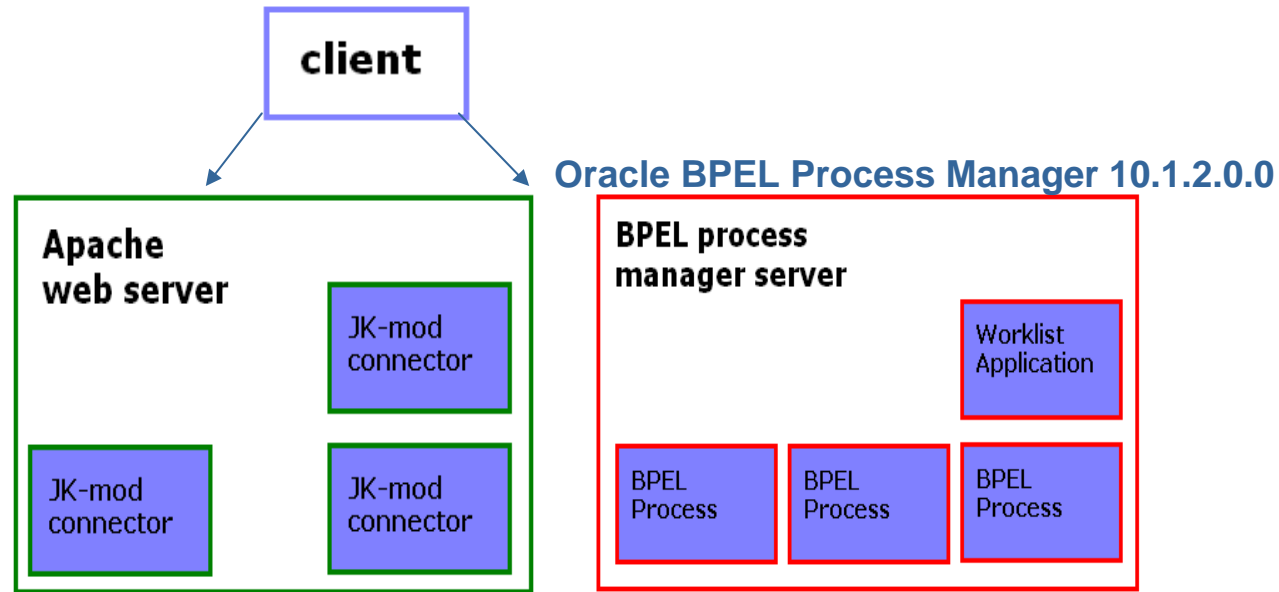 client
Oracle BPEL Process Manager 10.1.2.0.0
Apache
web server
JK-mod
connector
JK-mod
connector
JK-mod
connector
BPEL process
manager server
Worklist
Application
BPEL
Process
BPEL
Process
BPEL
Process